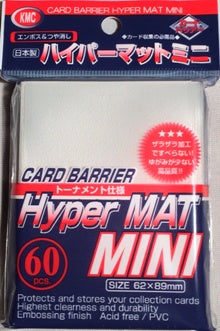 CARD BARRIER HYPER MAT MINI
KMC
エンボス&つや消し
日本製
◆カード収集の必需品◆
ハイパーマットミニ
★★★
ザラザラ加工
ですべらない!
ゆがみが少ない
高品質!
CARD BARRIER
トーナメント仕様
Hyper MAT
MINI
60
PCS.
SIZE 62×89mm
Protects and stores your collection cards
Highest clearness and durability
Embossing finish Acid free / PVC